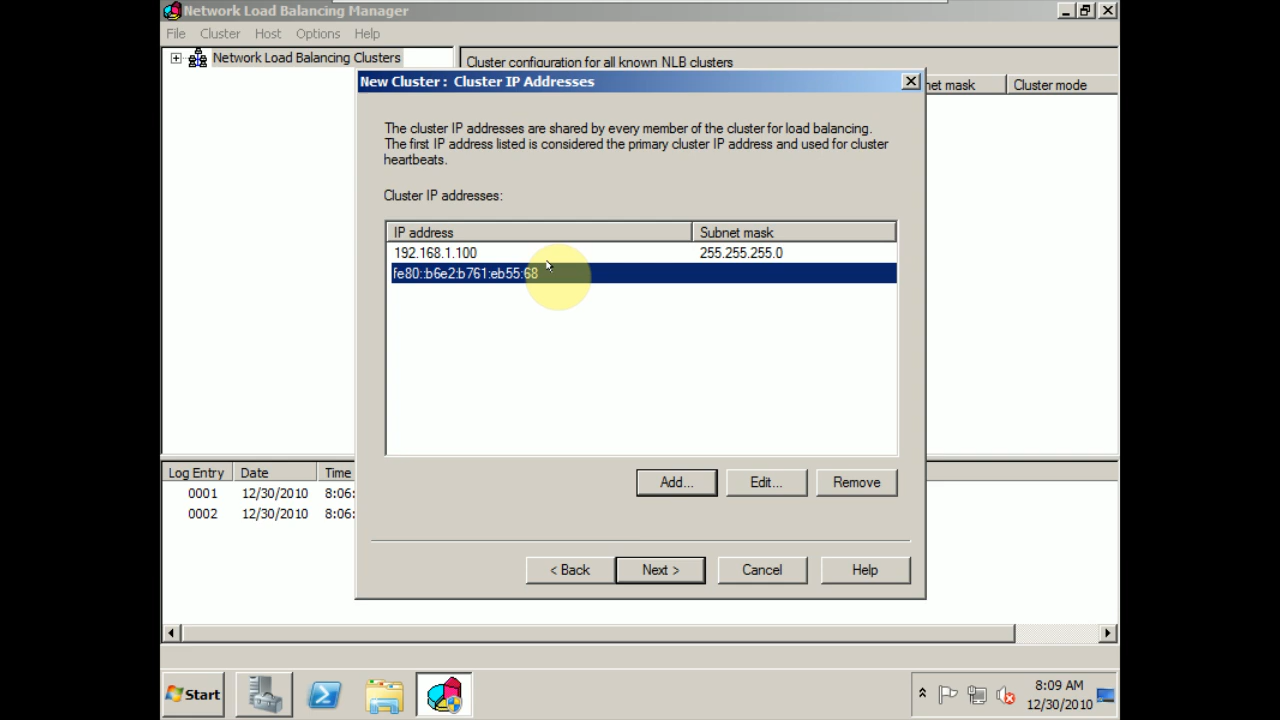 Network Load Balancing Manager
File Cluster Host Options Help
Network Load Balancing Clusters
Cluster configuration for all known NLB clusters
net mask Cluster mode
New Cluster : Cluster IP Addresses
The cluster IP addresses are shared by every member of the cluster for load balancing.
The first IP address listed is considered the primary cluster IP address and used for cluster
heartbeats.
Cluster IP addresses:
IP address Subnet mask
192.168.1.100 255.255.255.0
fe80::b6e2:b761:eb55:68
Add... Edit... Remove
Log Entry Date Time
0001 12/30/2010 8:06:
0002 12/30/2010 8:06:
< Back Next > Cancel Help
Start
8:09 AM
12/30/2010